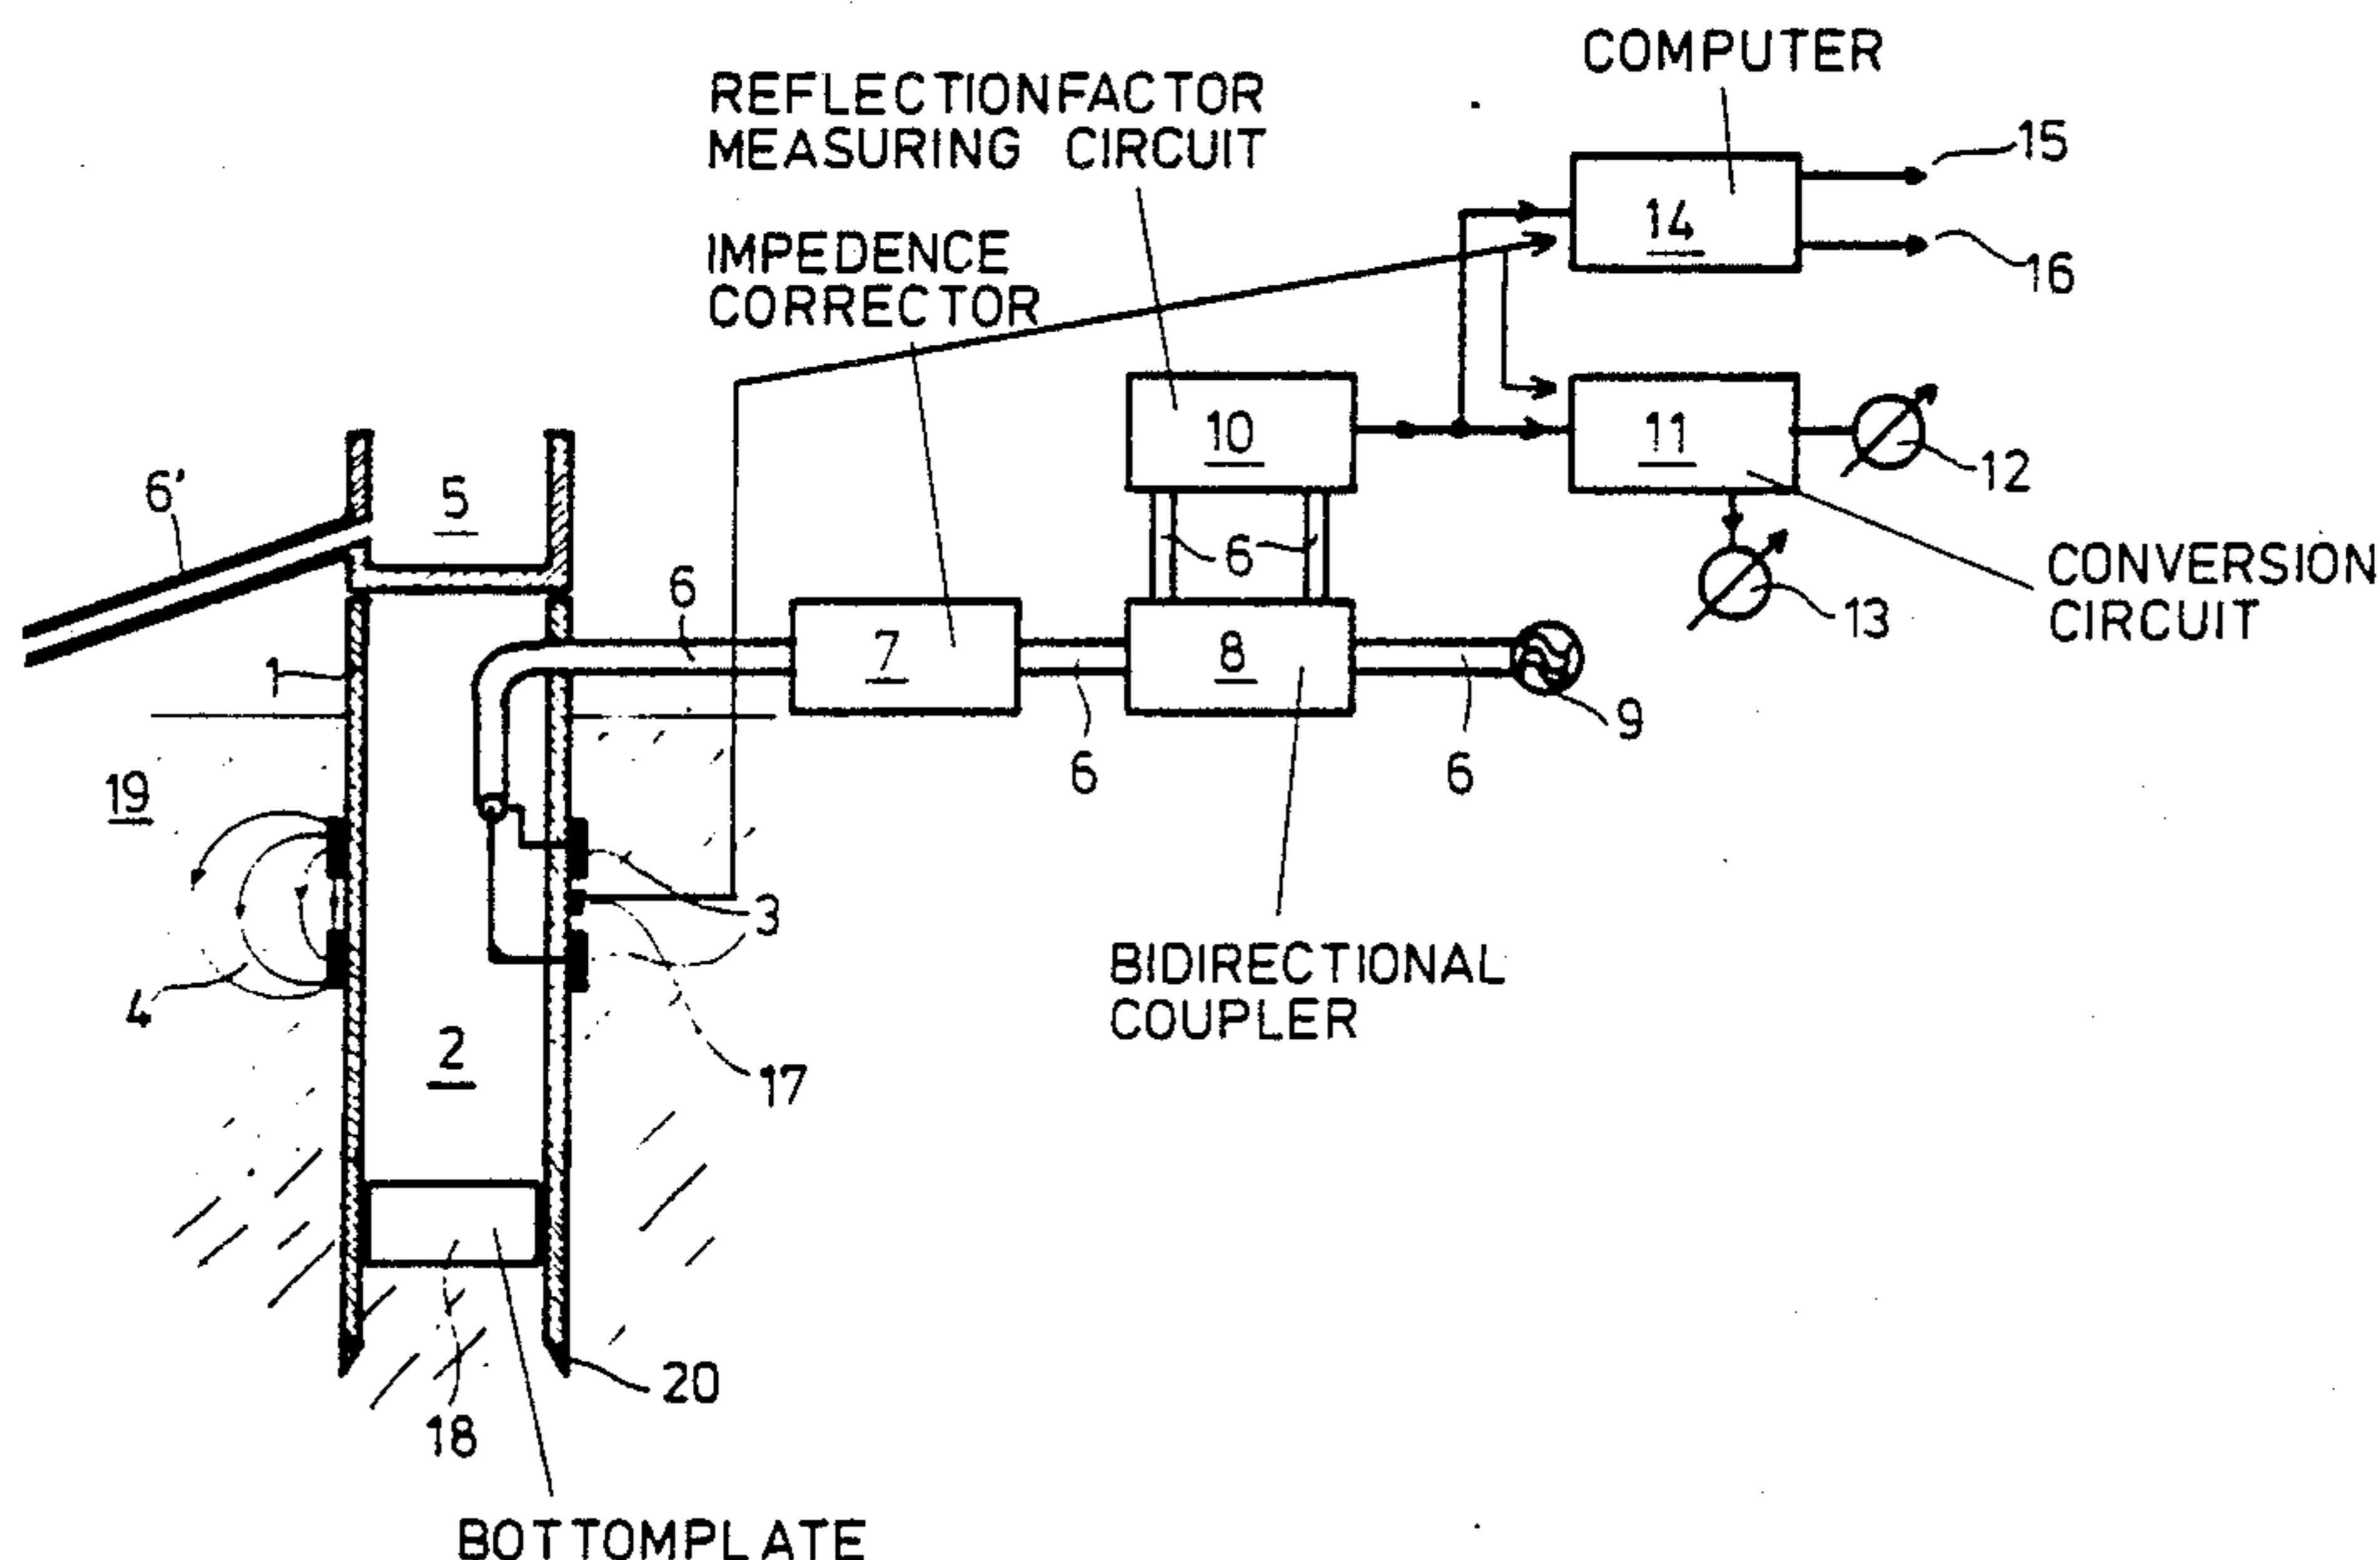 COMPUTER
REFLECTIONFACTOR
MEASURING CIRCUIT
15
14
IMPEDENCE
CORRECTOR
16
10
11
12
5
6'
6
CONVERSION
CIRCUIT
13
6
7
8
1
9
6
6
19
3
BIDIRECTIONAL
COUPLER
4
2
17
20
18
BOTTOMPLATE